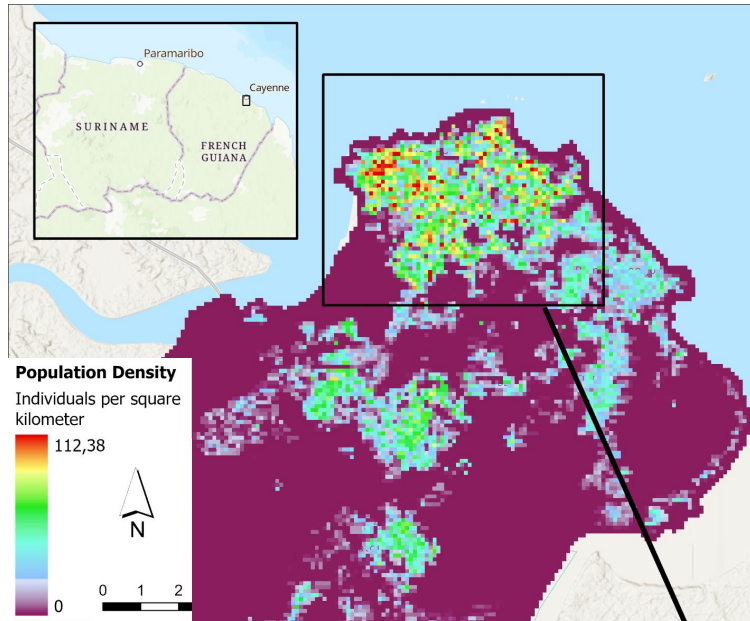 Paramaribo
Cayenne
SURINAME
FRENCH
GUIANA
Population Density
Individuals per square
kilometer
112,38
0
N
0 1 2